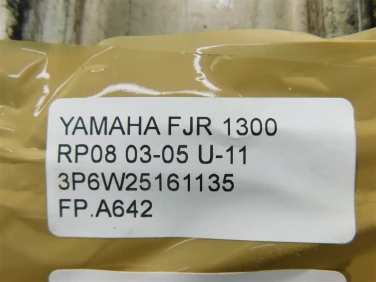 YAMAHA FJR 1300
RP08 03-05 U-11
3P6W25161135
FP.A642